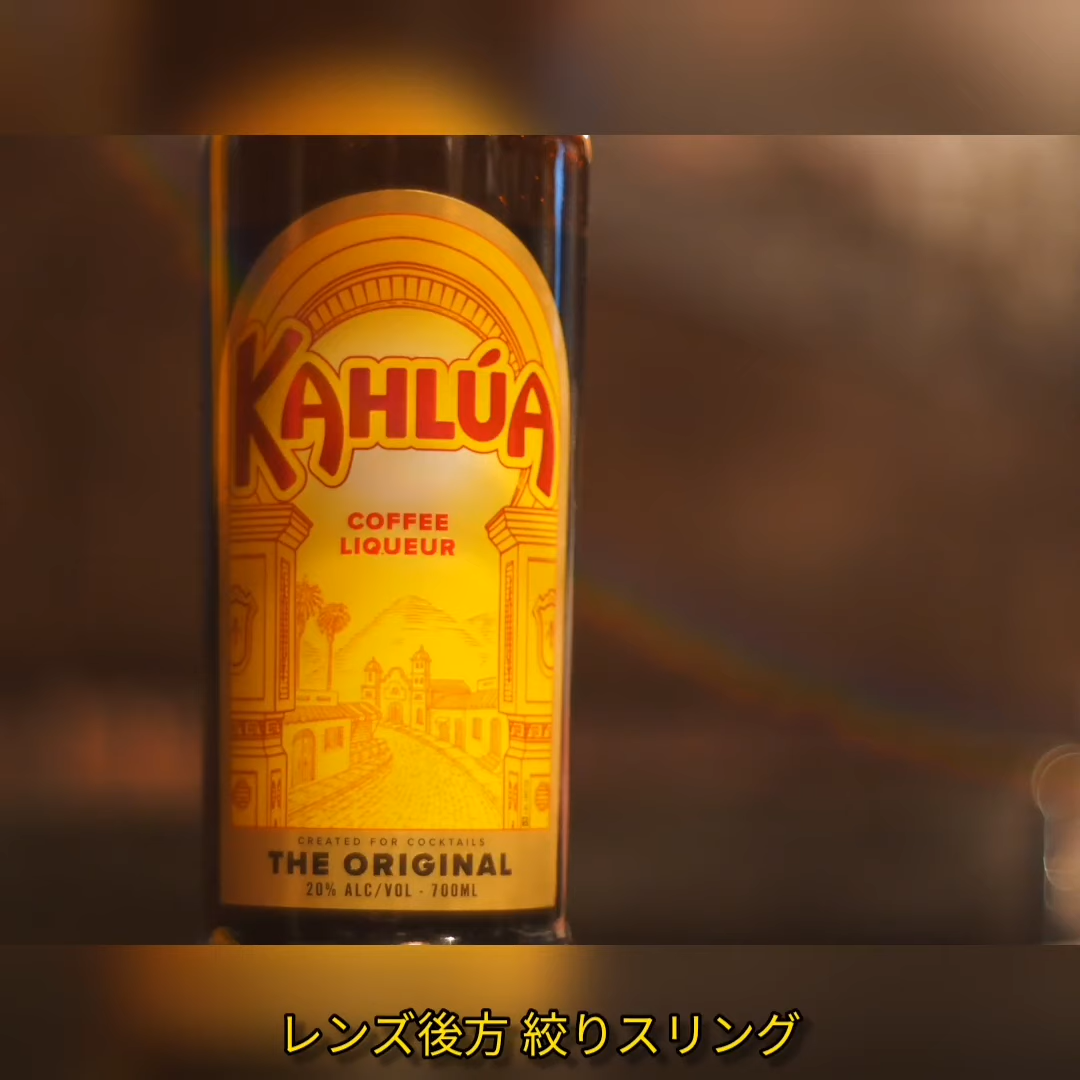 KAHLÚA
COFFEE
LIQUEUR
CREATED FOR COCKTAILS
THE ORIGINAL
20% ALC/VOL - 700ML
レンズ後方 絞りスリング